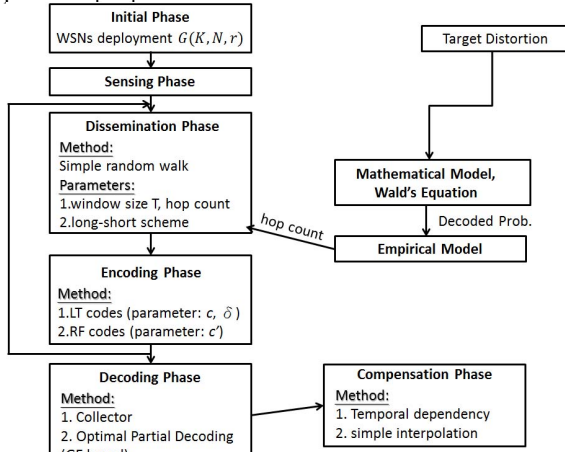 Initial Phase
WSNs deployment G(K, N, r)
Target Distortion
Sensing Phase
Dissemination Phase
Method:
Simple random walk
Parameters:
1.window size T, hop count
2.long-short scheme
Mathematical Model,
Wald's Equation
Decoded Prob.
hop count
Empirical Model
Encoding Phase
Method:
1.LT codes (parameter: c, δ )
2.RF codes (parameter: c')
Decoding Phase
Method:
1. Collector
2. Optimal Partial Decoding
Compensation Phase
Method:
1. Temporal dependency
2. simple interpolation